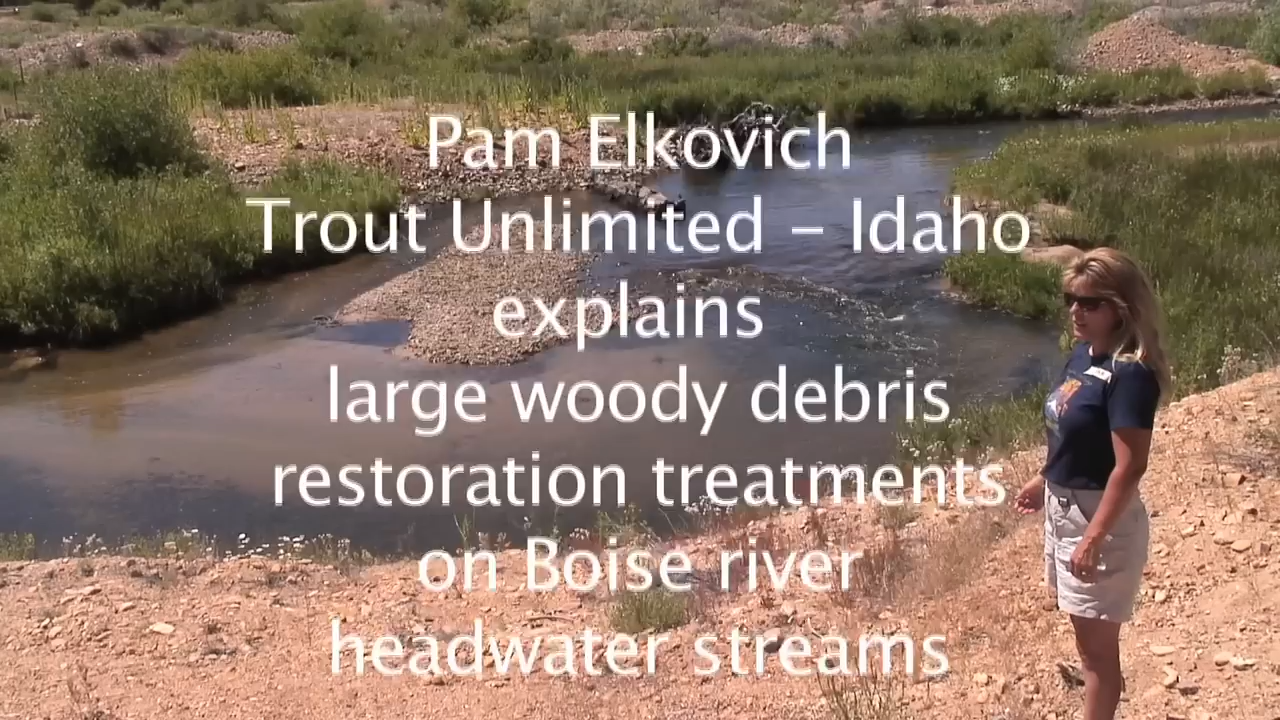 Pam Elkovich
Trout Unlimited - Idaho
explains
large woody debris
restoration treatments
on Boise river
headwater streams